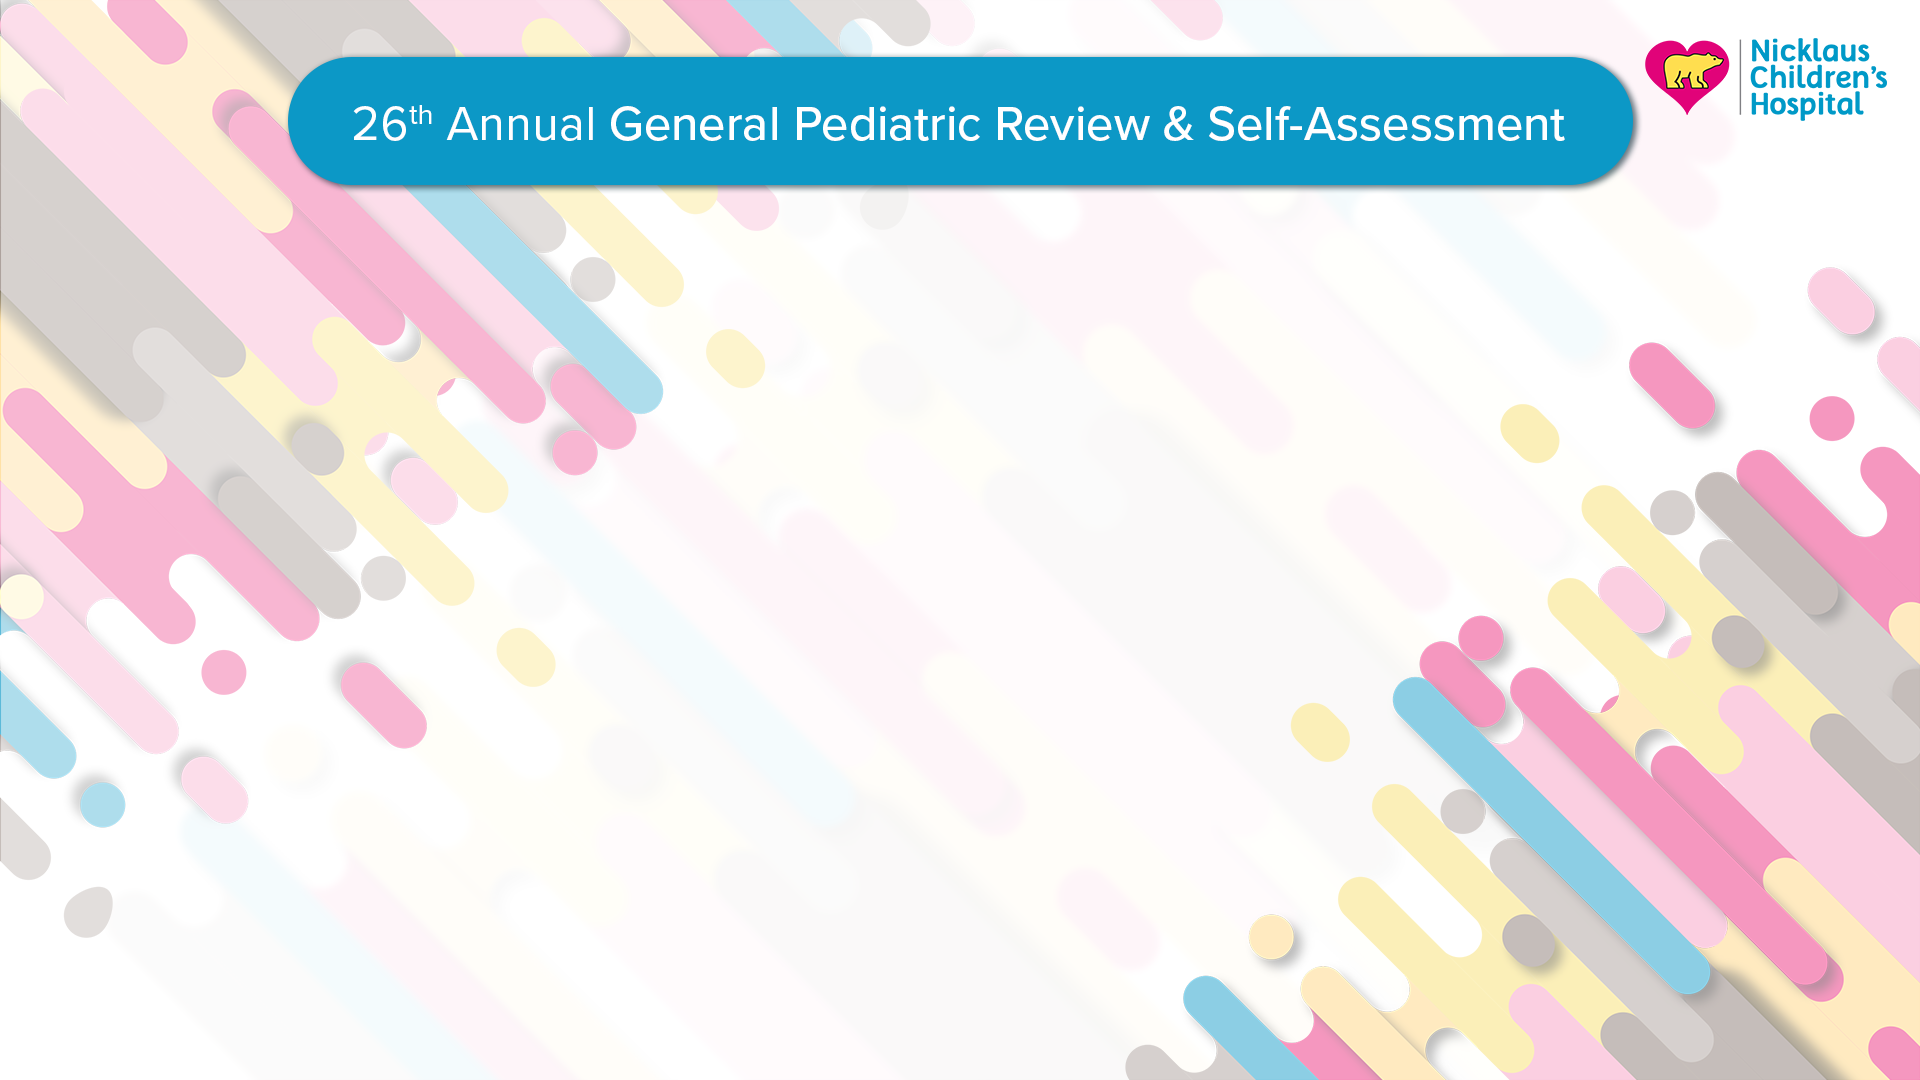 26th Annual General Pediatric Review & Self-Assessment
Nicklaus
Children's
Hospital